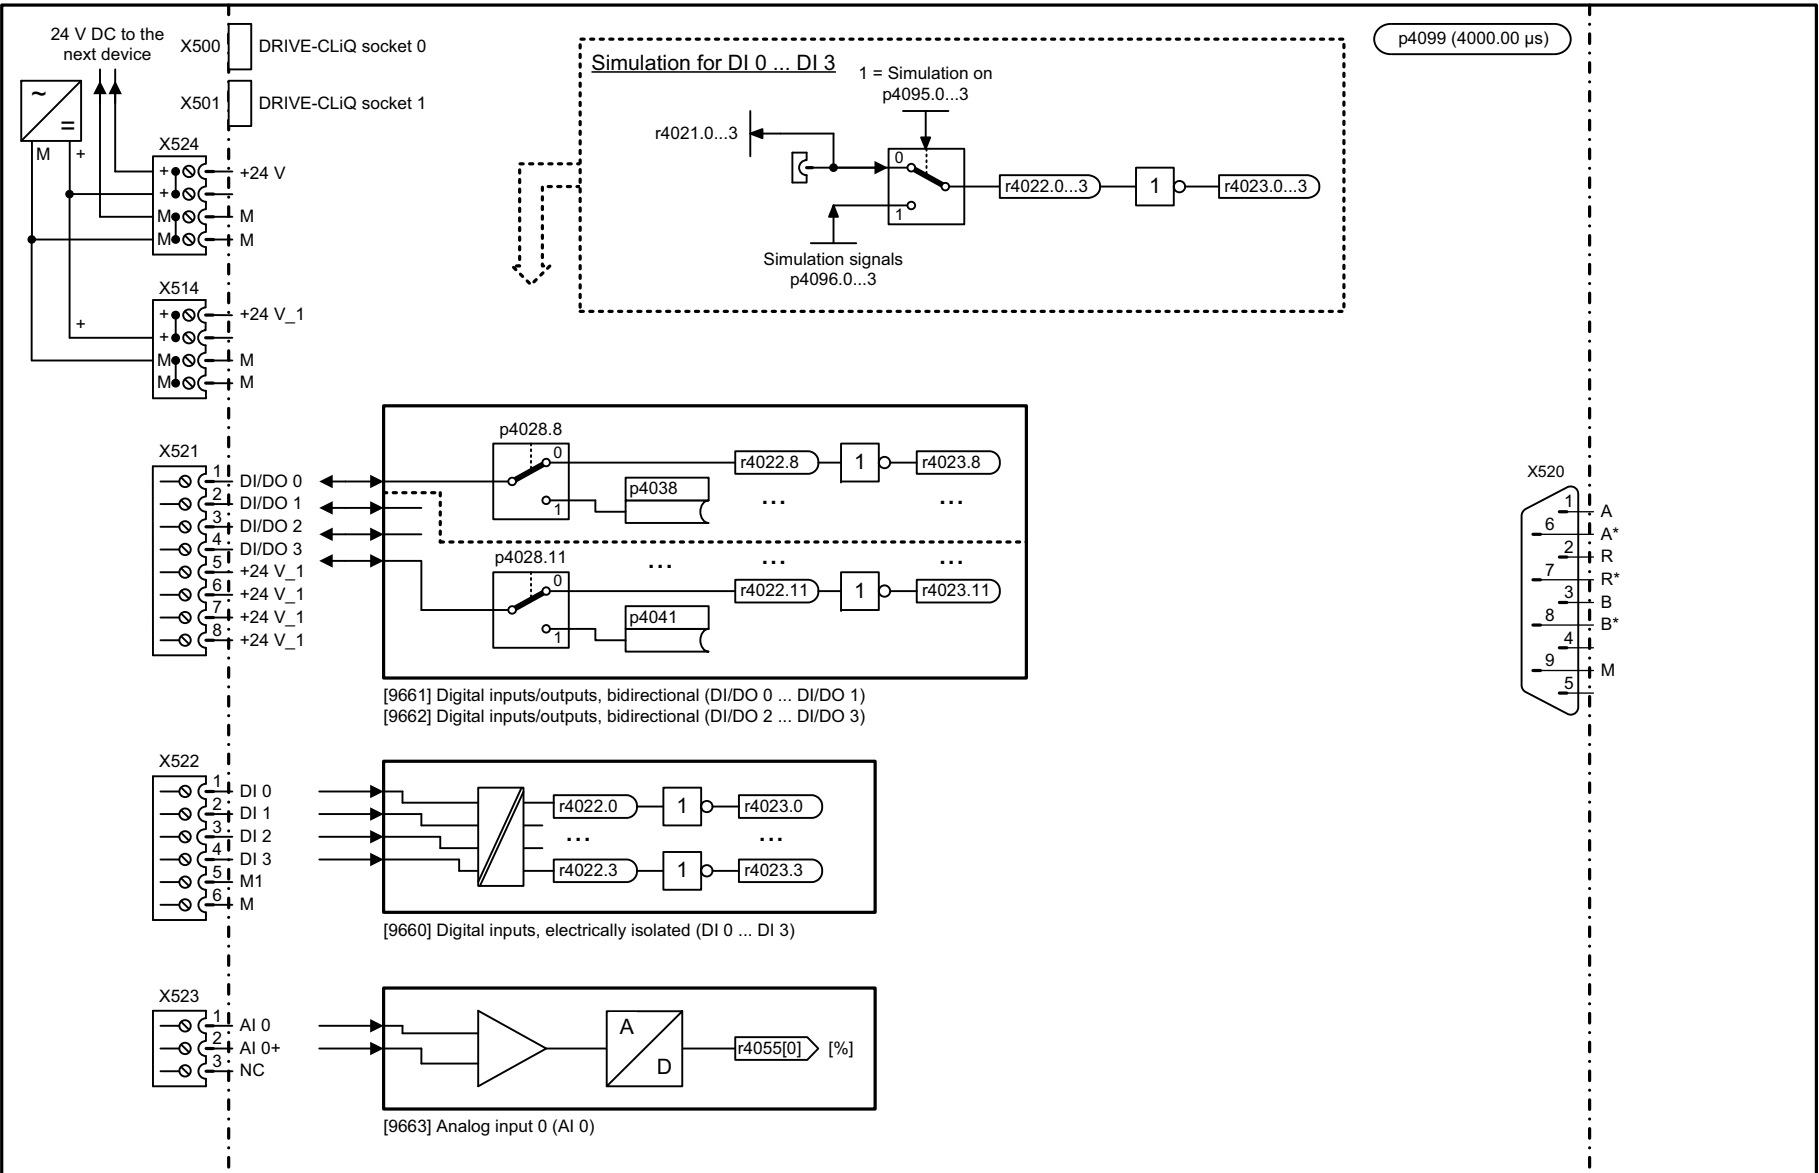 24 V DC to the
next device
X500
DRIVE-CLiQ socket 0
X501
DRIVE-CLiQ socket 1
p4099 (4000.00 µs)
~
=
M
+
X524
+
+24 V
+
M
M
M
M
X514
+
+
+24 V_1
+
M
M
M
M
Simulation for DI 0 ... DI 3
1 = Simulation on
p4095.0...3
r4021.0...3
0
1
r4022.0...3
1
r4023.0...3
Simulation signals
p4096.0...3
X521
1
DI/DO 0
2
DI/DO 1
3
DI/DO 2
4
DI/DO 3
5
+24 V_1
6
+24 V_1
7
+24 V_1
8
+24 V_1
p4028.8
0
1
r4022.8
1
r4023.8
p4038
...
...
p4028.11
...
...
...
0
1
r4022.11
1
r4023.11
p4041
[9661] Digital inputs/outputs, bidirectional (DI/DO 0 ... DI/DO 1)
[9662] Digital inputs/outputs, bidirectional (DI/DO 2 ... DI/DO 3)
X520
1
A
6
A*
2
R
7
R*
3
B
8
B*
4
9
M
5
X522
1
DI 0
2
DI 1
3
DI 2
4
DI 3
5
M1
6
M
r4022.0
1
r4023.0
...
...
r4022.3
1
r4023.3
[9660] Digital inputs, electrically isolated (DI 0 ... DI 3)
X523
1
AI 0
2
AI 0+
3
NC
A
D
r4055[0]
[%]
[9663] Analog input 0 (AI 0)